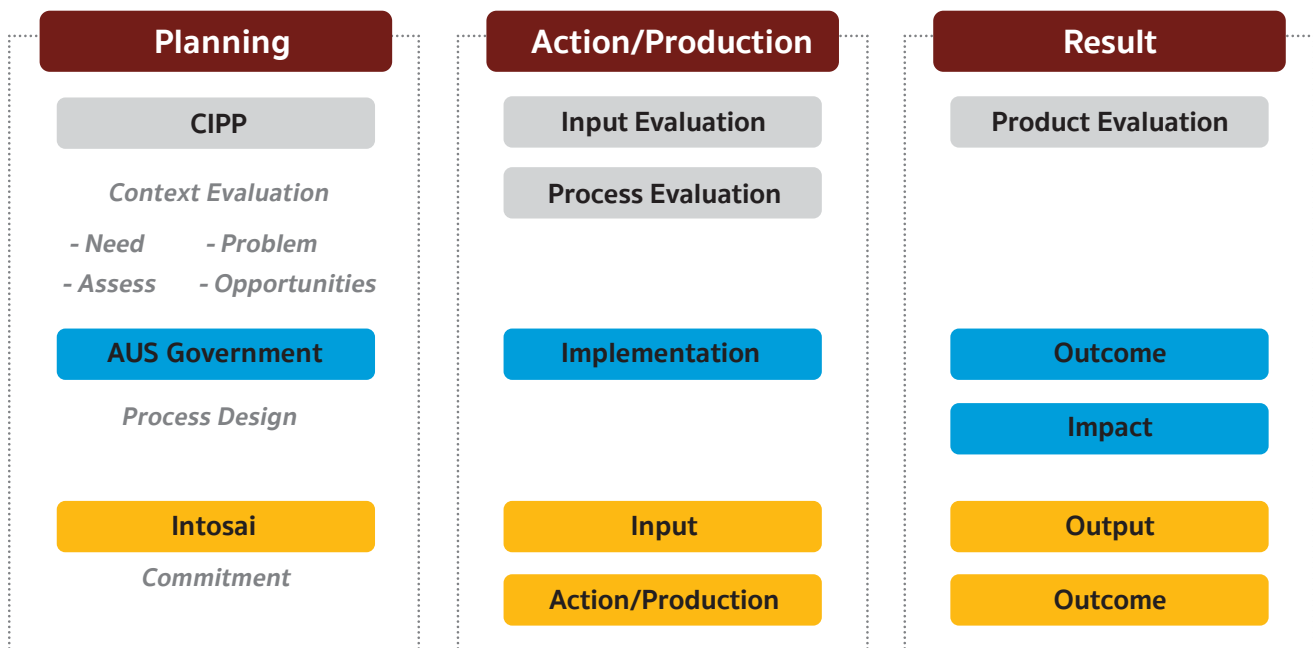 Planning
CIPP
Context Evaluation
- Need - Problem
- Assess - Opportunities
AUS Government
Process Design
Intosai
Commitment
Action/Production
Input Evaluation
Process Evaluation
Implementation
Input
Action/Production
Result
Product Evaluation
Outcome
Impact
Output
Outcome